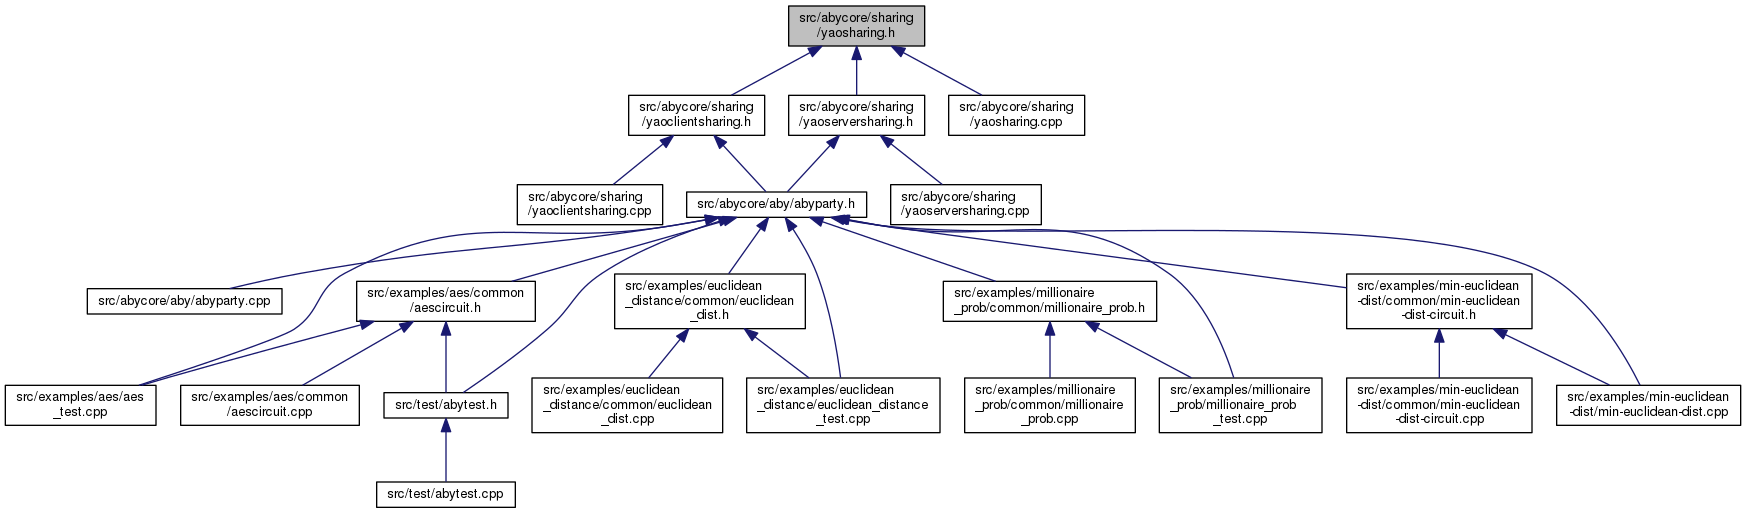 src/abycore/sharing
/yaosharing.h
src/abycore/sharing
/yaoclientsharing.h
src/abycore/sharing
/yaoserversharing.h
src/abycore/sharing
/yaosharing.cpp
src/abycore/sharing
/yaoclientsharing.cpp
src/abycore/aby/abyparty.h
src/abycore/sharing
/yaoserversharing.cpp
src/abycore/aby/abyparty.cpp
src/examples/aes/common
/aescircuit.h
src/examples/euclidean
_distance/common/euclidean
_dist.h
src/examples/millionaire
_prob/common/millionaire_prob.h
src/examples/min-euclidean
-dist/common/min-euclidean
-dist-circuit.h
src/examples/aes/aes
_test.cpp
src/examples/aes/common
/aescircuit.cpp
src/test/abytest.h
src/examples/euclidean
_distance/common/euclidean
_dist.cpp
src/examples/euclidean
_distance/euclidean_distance
_test.cpp
src/examples/millionaire
_prob/common/millionaire
_prob.cpp
src/examples/millionaire
_prob/millionaire_prob
_test.cpp
src/examples/min-euclidean
-dist/common/min-euclidean
-dist-circuit.cpp
src/examples/min-euclidean
-dist/min-euclidean-dist.cpp
src/test/abytest.cpp